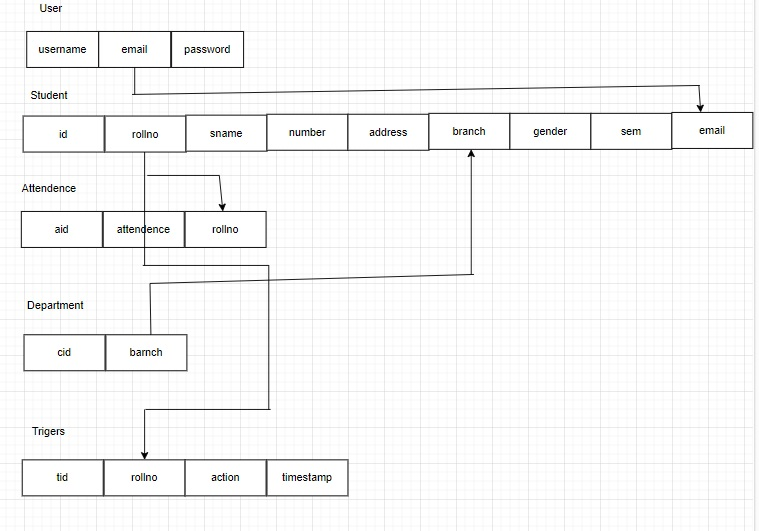 User
username email password
Student
id rollno sname number address branch gender sem email
Attendence
aid attendence rollno
Department
cid barnch
Trigers
tid rollno action timestamp